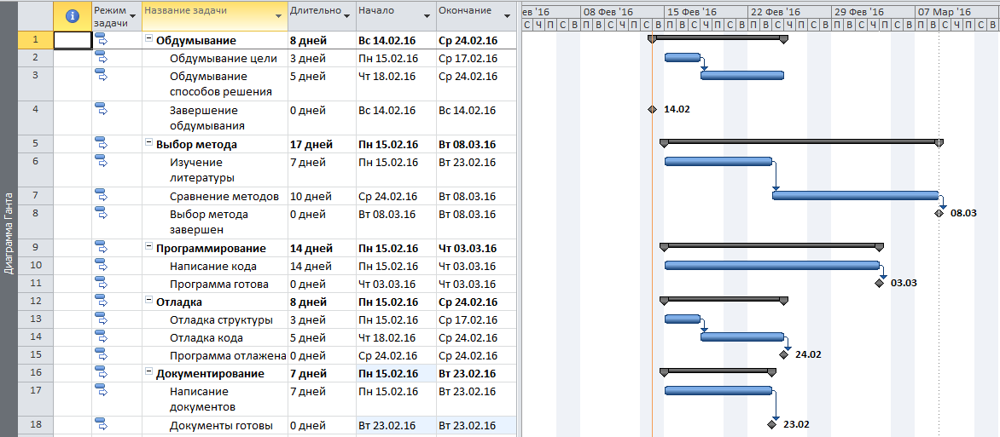 Режим задачи Название задачи Длительно Начало Окончание
ев '16 08 Фев '16 15 Фев '16 22 Фев '16 29 Фев '16 07 Мар '16
С Ч П С В П В С Ч П С В П В С Ч П С В П В С Ч П С В П В С Ч П С В П В С Ч П С В
1 Обдумывание 8 дней Вс 14.02.16 Ср 24.02.16
2 Обдумывание цели 3 дней Пн 15.02.16 Ср 17.02.16
3 Обдумывание способов решения 5 дней Чт 18.02.16 Ср 24.02.16
4 Завершение обдумывания 0 дней Вс 14.02.16 Вс 14.02.16 14.02
5 Выбор метода 17 дней Пн 15.02.16 Вт 08.03.16
6 Изучение литературы 7 дней Пн 15.02.16 Вт 23.02.16
7 Сравнение методов 10 дней Ср 24.02.16 Вт 08.03.16
8 Выбор метода завершен 0 дней Вт 08.03.16 Вт 08.03.16 08.03
9 Программирование 14 дней Пн 15.02.16 Чт 03.03.16
10 Написание кода 14 дней Пн 15.02.16 Чт 03.03.16
11 Программа готова 0 дней Чт 03.03.16 Чт 03.03.16 03.03
12 Отладка 8 дней Пн 15.02.16 Ср 24.02.16
13 Отладка структуры 3 дней Пн 15.02.16 Ср 17.02.16
14 Отладка кода 5 дней Чт 18.02.16 Ср 24.02.16
15 Программа отлажена 0 дней Ср 24.02.16 Ср 24.02.16 24.02
16 Документирование 7 дней Пн 15.02.16 Вт 23.02.16
17 Написание документов 7 дней Пн 15.02.16 Вт 23.02.16
18 Документы готовы 0 дней Вт 23.02.16 Вт 23.02.16 23.02
Диаграмма Ганта